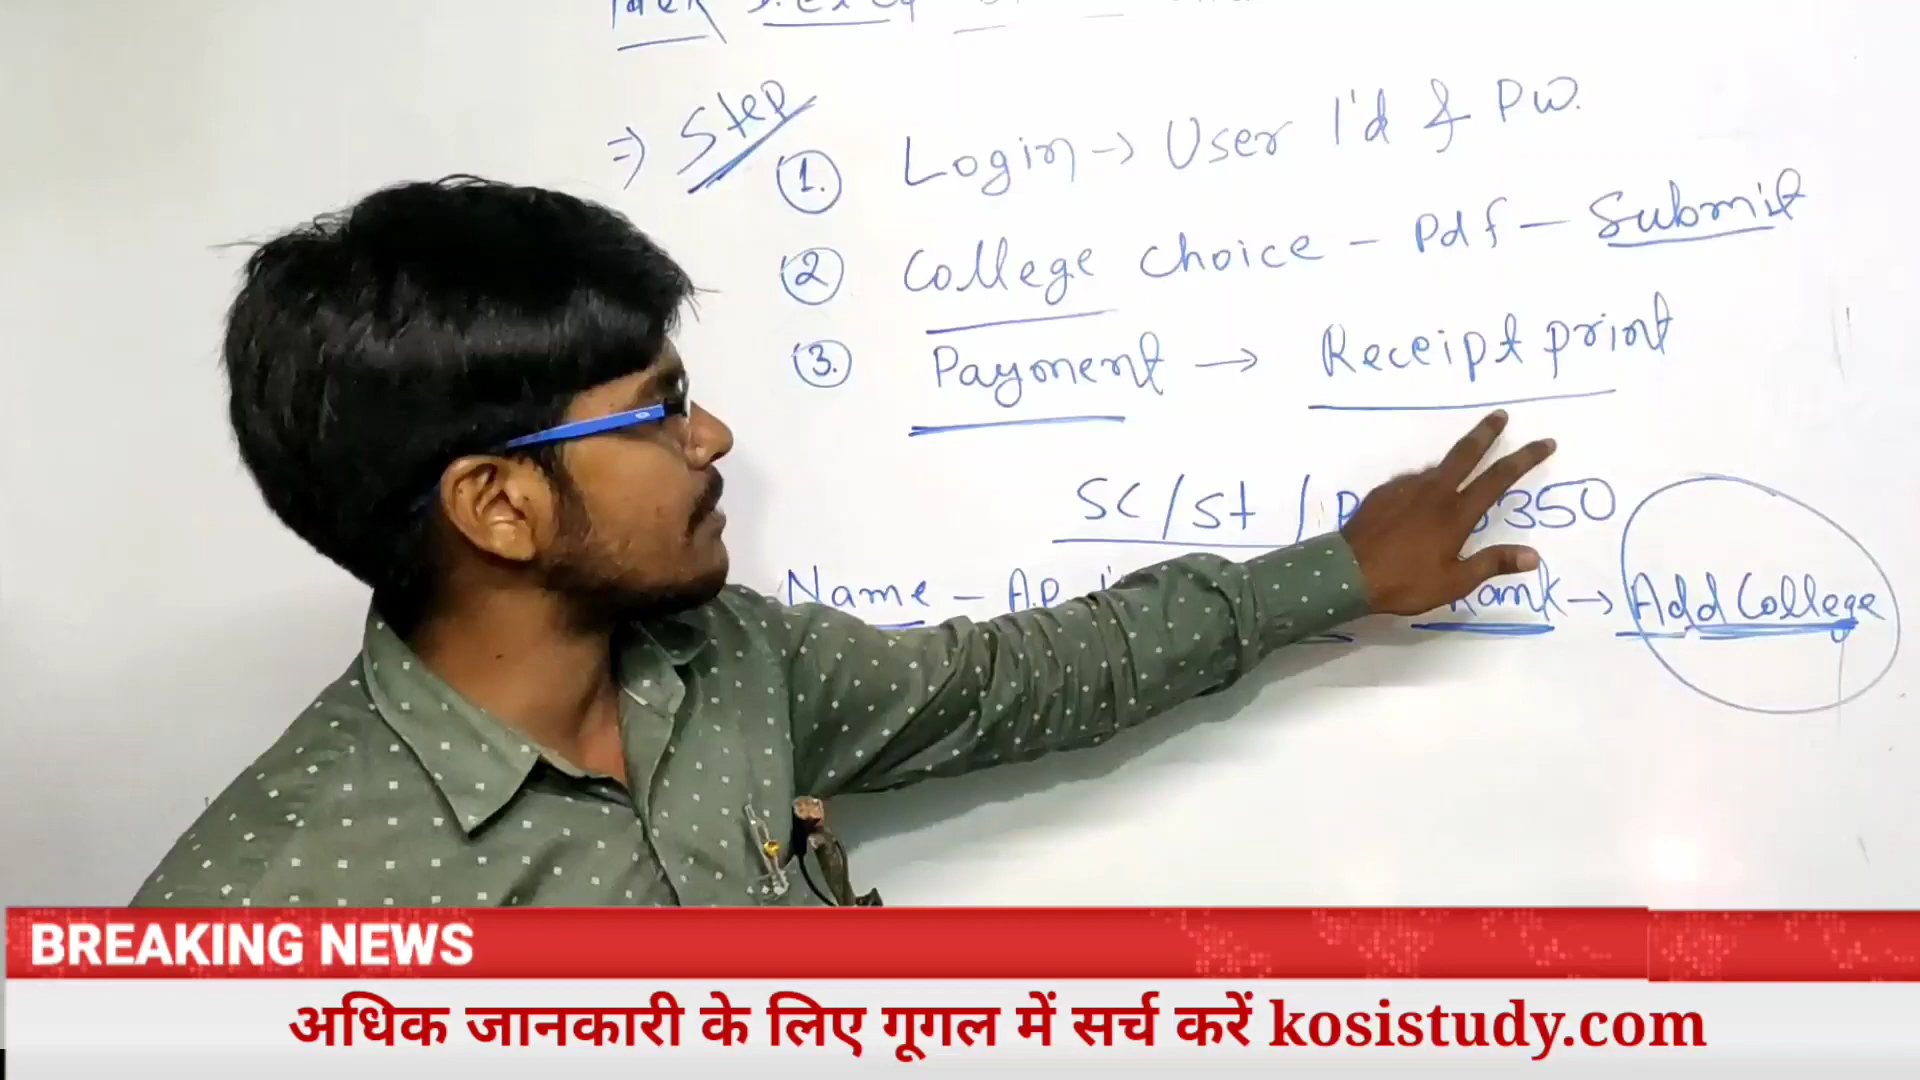 ⇒ Step
1. Login → User I'd & PW.
2 College choice - Pdf - Submit
3. Payment → Receipt print
SC / St / 350
Name - Rank → Add College
BREAKING NEWS
अधिक जानकारी के लिए गूगल में सर्च करें kosistudy.com